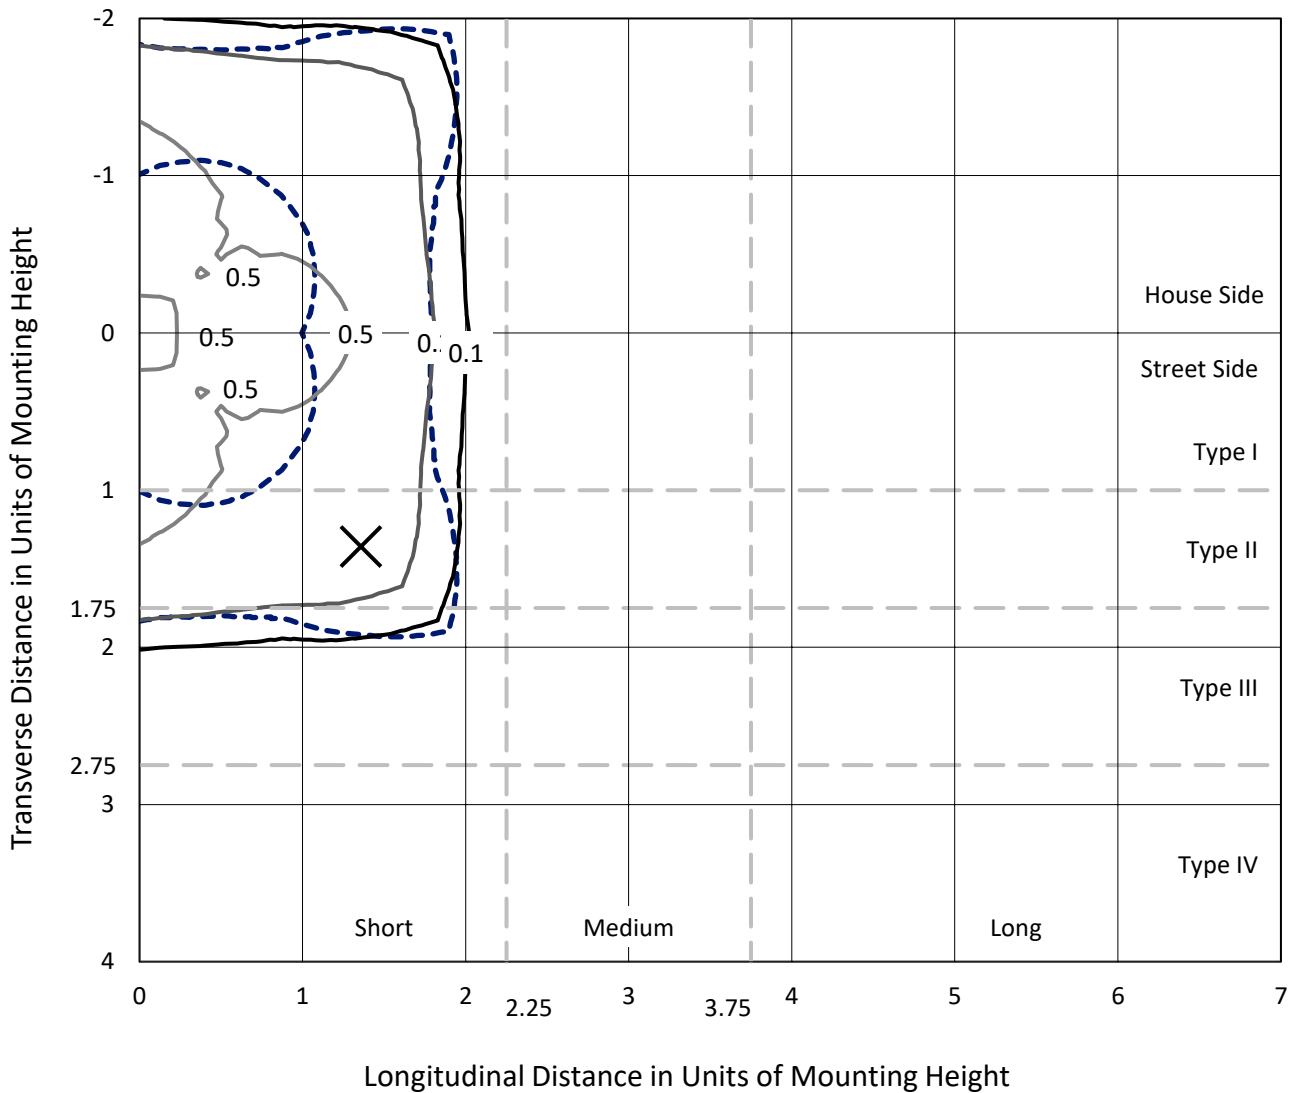 -2
-1
House Side
0.5
0
0.5
0.5
0.1
Street Side
0.5
Type I
1
Type II
1.75
2
Type III
2.75
3
Type IV
Short
Medium
Long
4
0
1
2
2.25
3
3.75
4
5
6
7
Transverse Distance in Units of Mounting Height
Longitudinal Distance in Units of Mounting Height